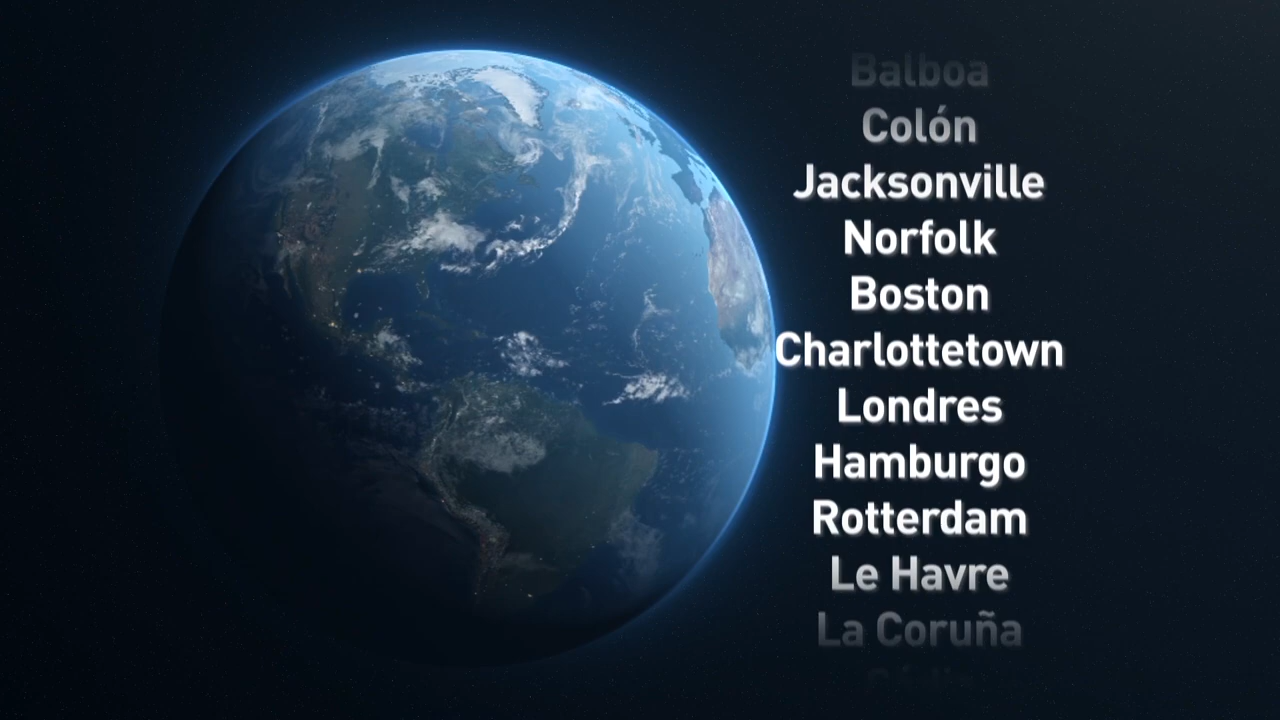 Balboa
Colón
Jacksonville
Norfolk
Boston
Charlottetown
Londres
Hamburgo
Rotterdam
Le Havre
La Coruña